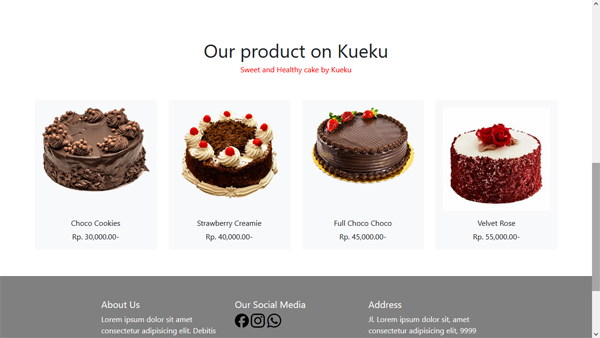 Our product on Kueku
Sweet and Healthy cake by Kueku
Choco Cookies
Rp. 30,000.00-
Strawberry Creamie
Rp. 40,000.00-
Full Choco Choco
Rp. 45,000.00-
Velvet Rose
Rp. 55,000.00-
About Us
Lorem ipsum dolor sit amet
consectetur adipisicing elit. Debitis
Our Social Media
Address
Jl. Lorem ipsum dolor sit, amet
consectetur adipisicing elit, 9999